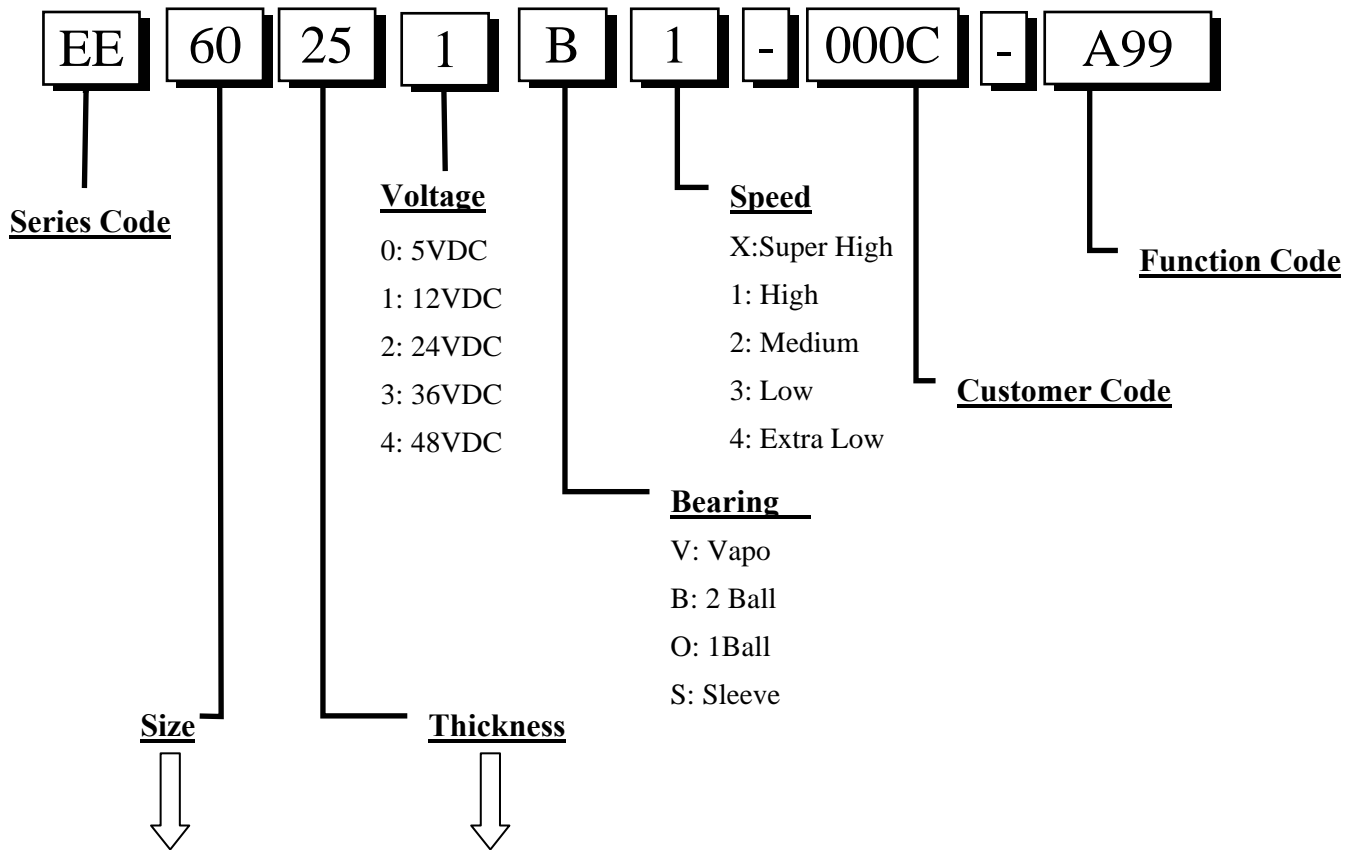 EE 60 25 1 B 1 - 000C - A99
Series Code
Voltage
0: 5VDC
1: 12VDC
2: 24VDC
3: 36VDC
4: 48VDC
Speed
X:Super High
1: High
2: Medium
3: Low
4: Extra Low
Function Code
Customer Code
Bearing
V: Vapo
B: 2 Ball
O: 1Ball
S: Sleeve
Size
Thickness